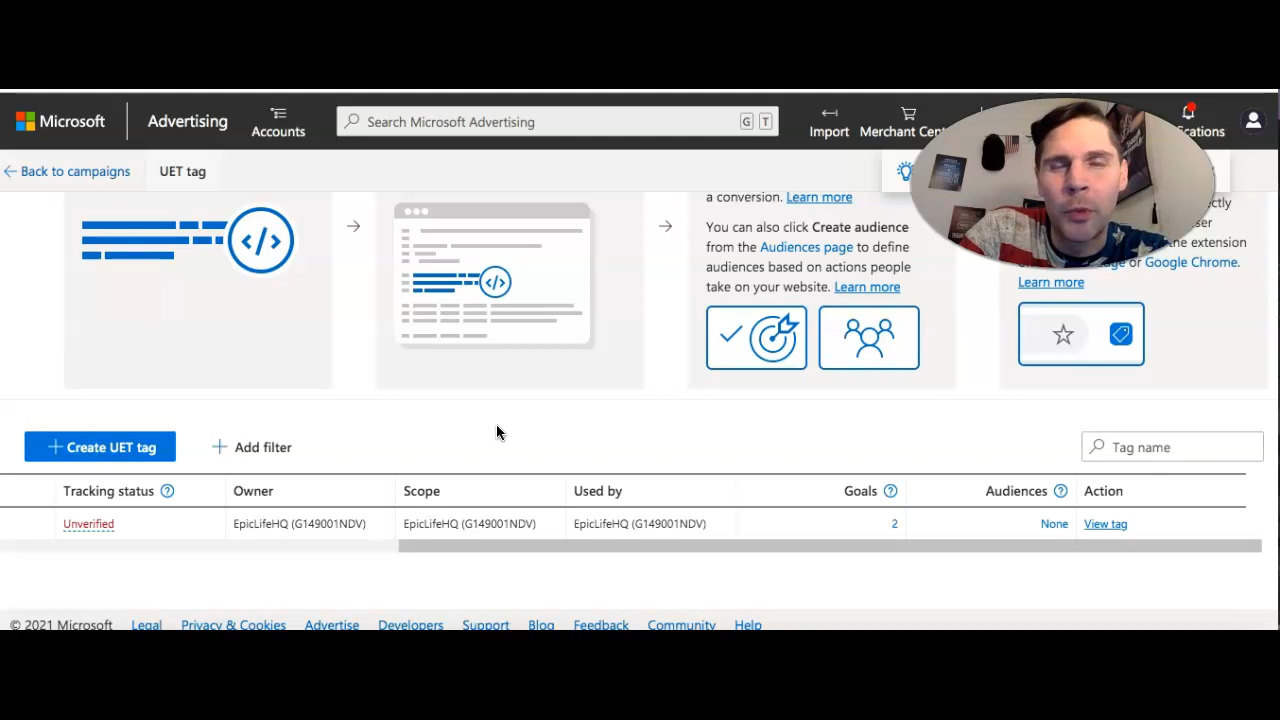 Microsoft
Advertising
Accounts
Search Microsoft Advertising
G
T
Import
Merchant Cent
cations
Back to campaigns
UET tag
a conversion. Learn more
You can also click Create audience
from the Audiences page to define
audiences based on actions people
take on your website. Learn more
the extension
or Google Chrome.
Learn more
Create UET tag
Add filter
Tag name
Tracking status ?
Owner
Scope
Used by
Goals ?
Audiences ?
Action
Unverified
EpicLifeHQ (G149001NDV)
EpicLifeHQ (G149001NDV)
EpicLifeHQ (G149001NDV)
2
None
View tag
© 2021 Microsoft
Legal
Privacy & Cookies
Advertise
Developers
Support
Blog
Feedback
Community
Help